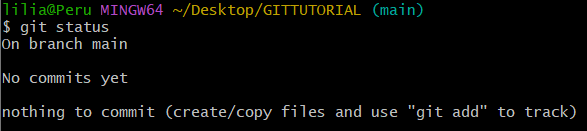 lilia@Peru MINGW64 ~/Desktop/GITTUTORIAL (main)
$ git status
On branch main
No commits yet
nothing to commit (create/copy files and use "git add" to track)